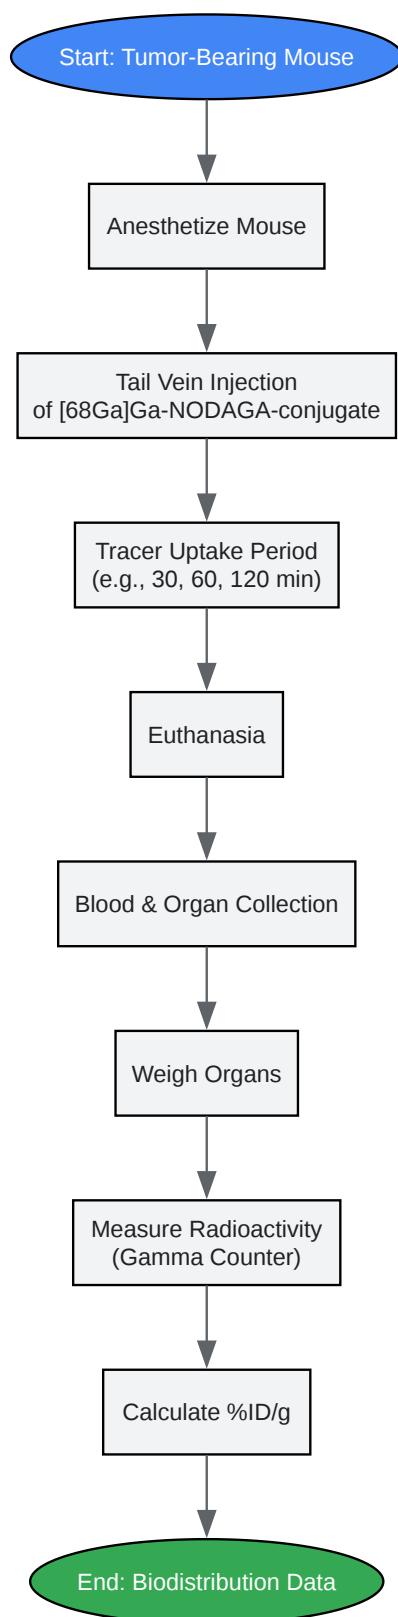 Start: Tumor-Bearing Mouse
Anesthetize Mouse
Tail Vein Injection
of [68Ga]Ga-NODAGA-conjugate
Tracer Uptake Period
(e.g., 30, 60, 120 min)
Euthanasia
Blood & Organ Collection
Weigh Organs
Measure Radioactivity
(Gamma Counter)
Calculate %ID/g
End: Biodistribution Data